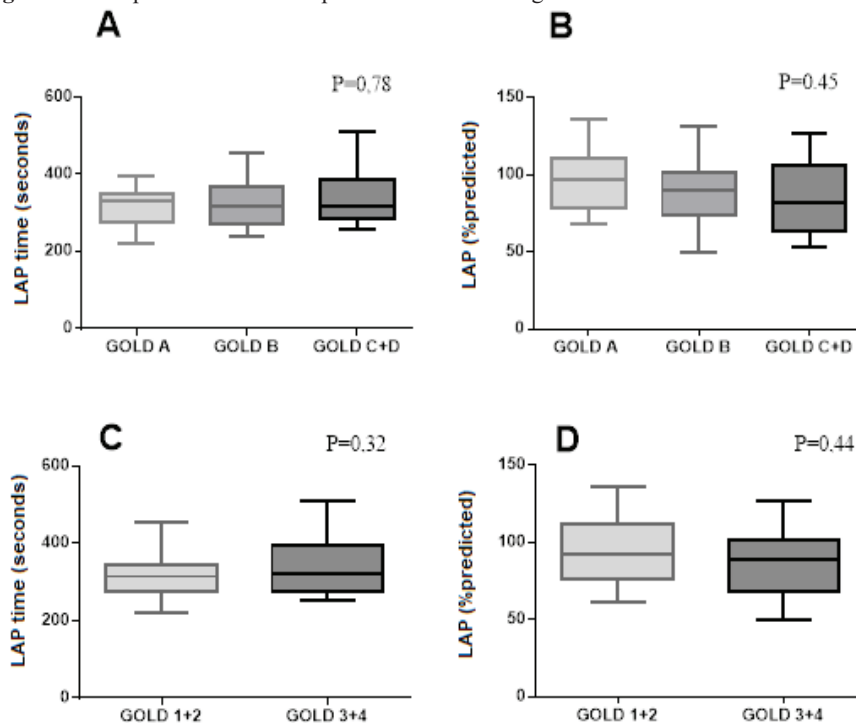 A
P=0,78
LAP time (seconds)
600
400
200
0
GOLD A
GOLD B
GOLD C+D
B
P=0.45
LAP (%predicted)
150
100
50
0
GOLD A
GOLD B
GOLD C+D
C
P=0.32
LAP time (seconds)
600
400
200
0
GOLD 1+2
GOLD 3+4
D
P=0.44
LAP (%predicted)
150
100
50
0
GOLD 1+2
GOLD 3+4